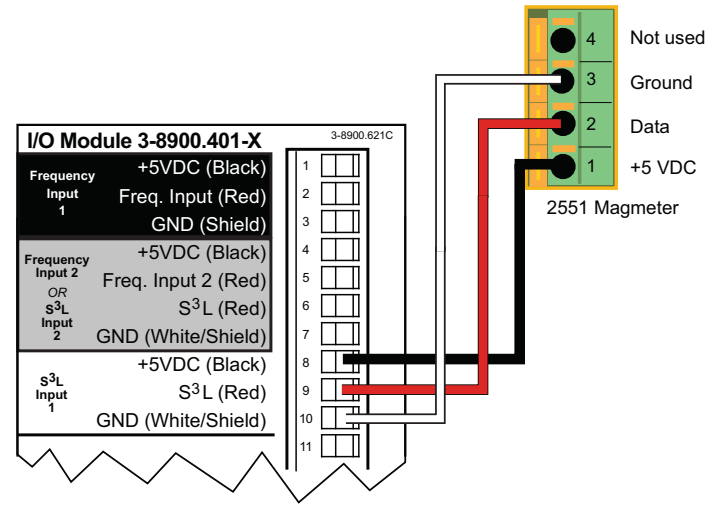 4 Not used
3 Ground
2 Data
1 +5 VDC
2551 Magmeter
I/O Module 3-8900.401-X
3-8900.621C
Frequency
Input
1
+5VDC (Black)
Freq. Input (Red)
GND (Shield)
Frequency
Input 2
OR
S3L
Input
2
+5VDC (Black)
Freq. Input 2 (Red)
S3L (Red)
GND (White/Shield)
S3L
Input
1
+5VDC (Black)
S3L (Red)
GND (White/Shield)
1
2
3
4
5
6
7
8
9
10
11